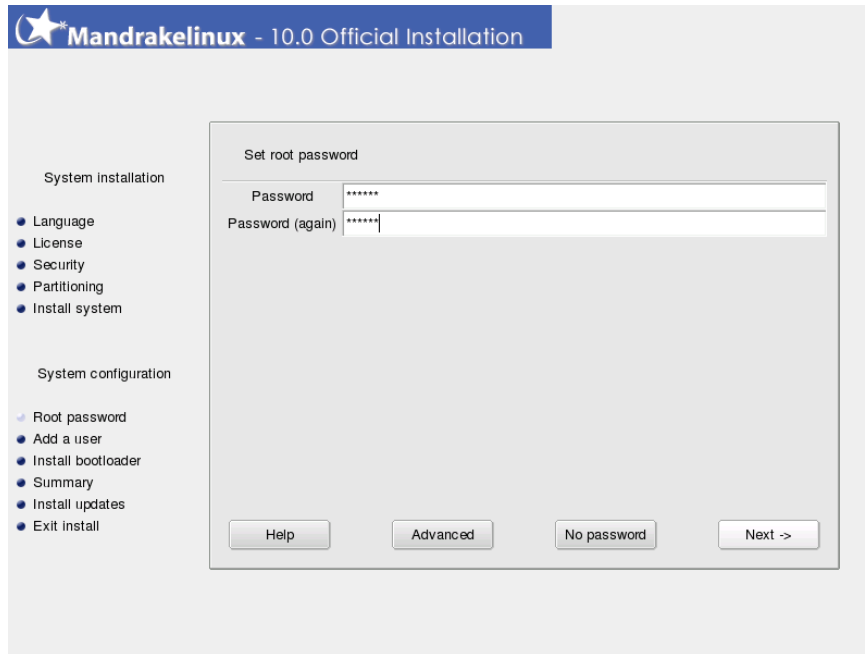 Mandrakelinux - 10.0 Official Installation
System installation
Language
License
Security
Partitioning
Install system
System configuration
Root password
Add a user
Install bootloader
Summary
Install updates
Exit install
Set root password
Password ******
Password (again) ******
Help Advanced No password Next ->